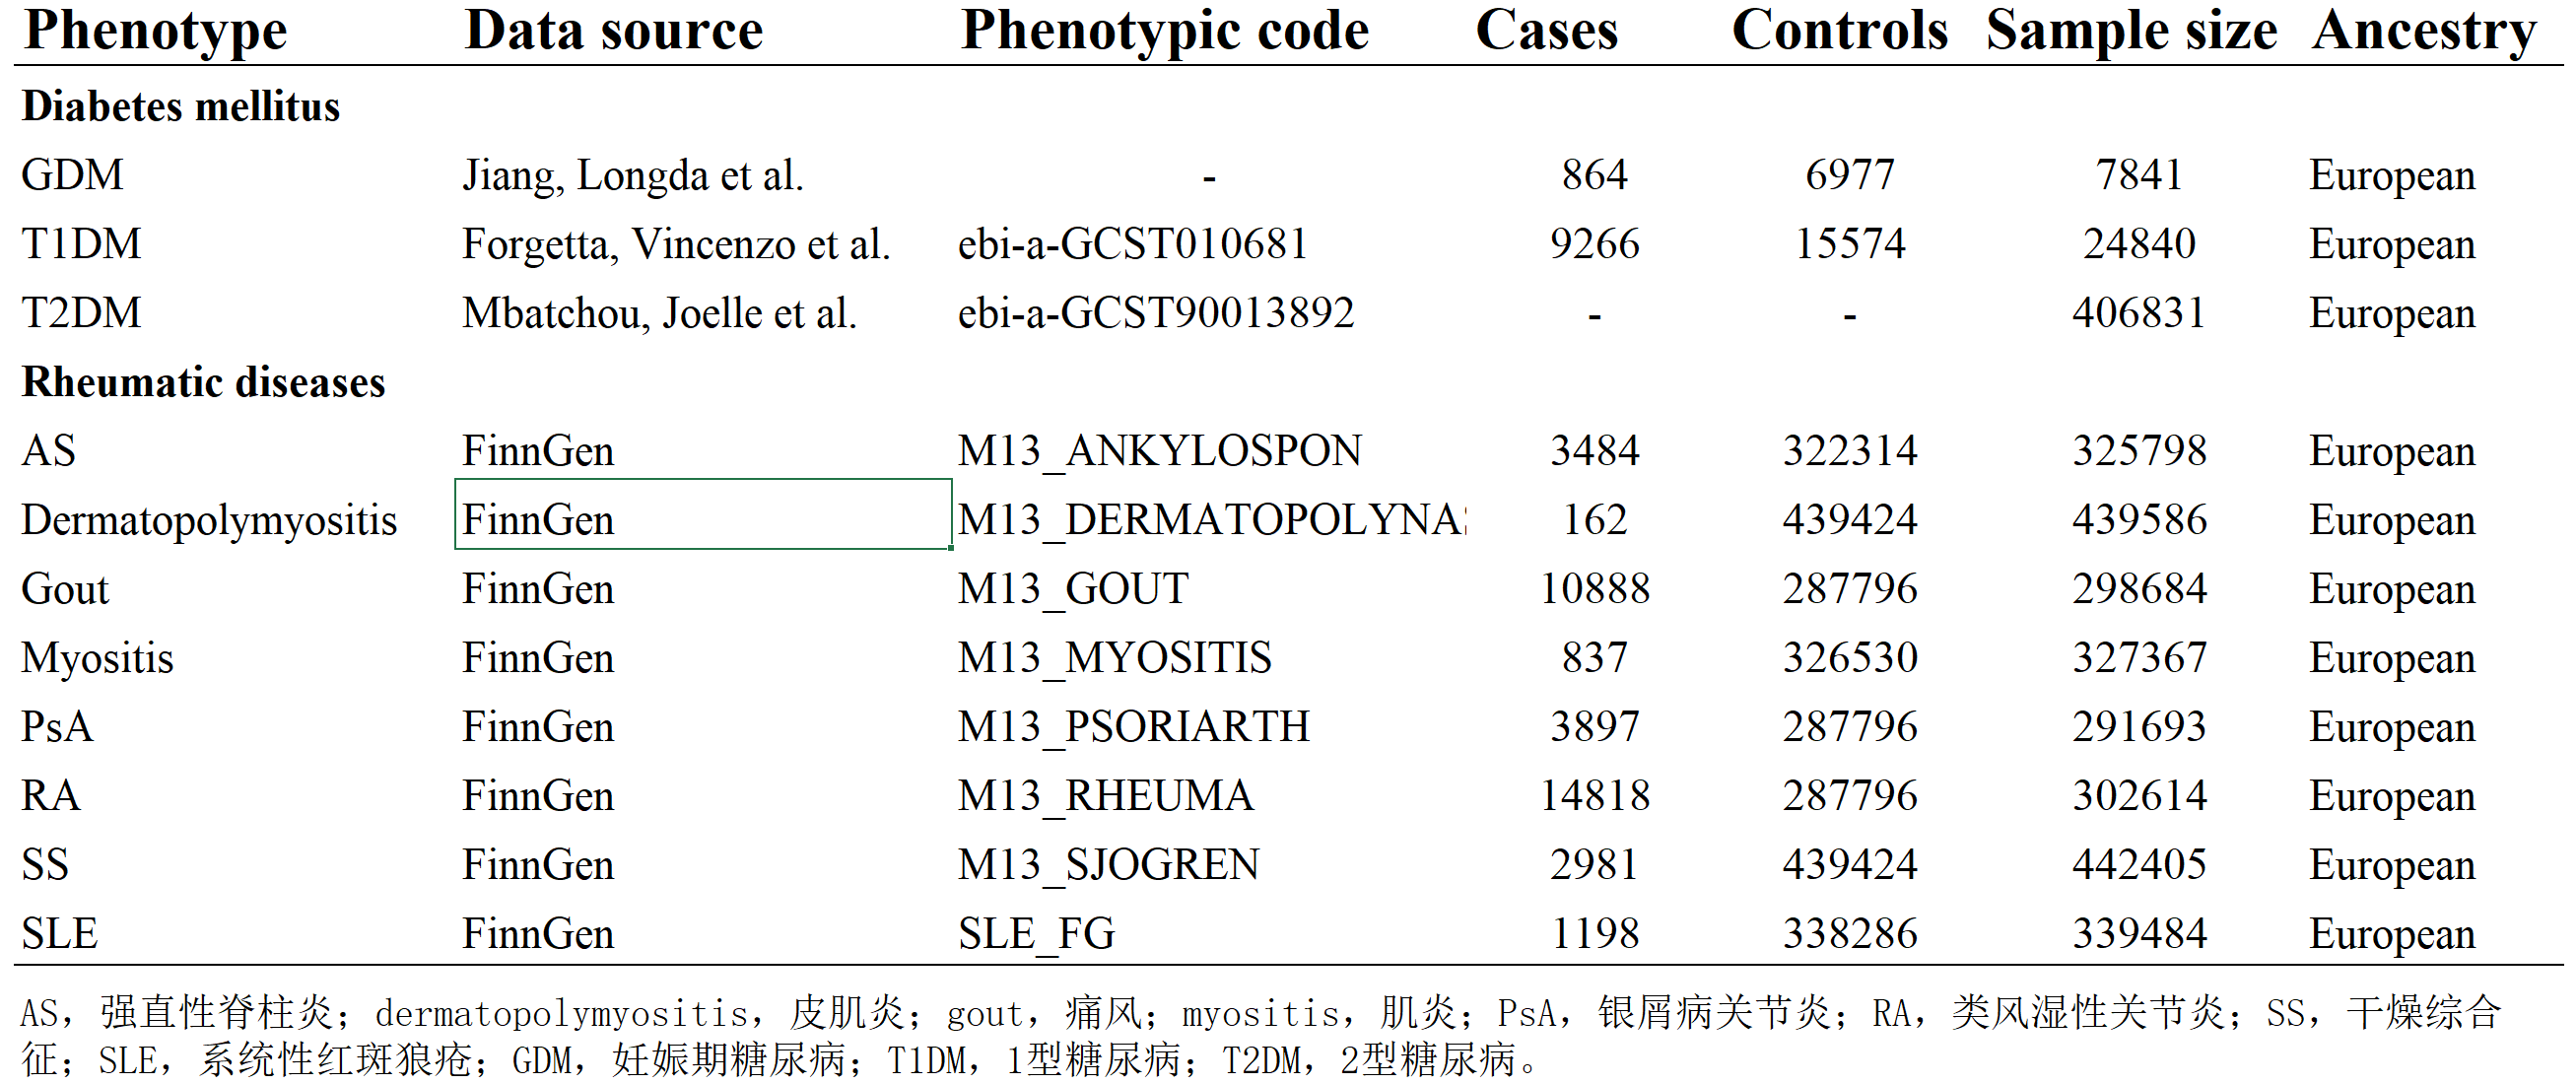 Phenotype Data source Phenotypic code Cases Controls Sample size Ancestry
Diabetes mellitus
GDM Jiang, Longda et al. - 864 6977 7841 European
T1DM Forgetta, Vincenzo et al. ebi-a-GCST010681 9266 15574 24840 European
T2DM Mbatchou, Joelle et al. ebi-a-GCST90013892 - - 406831 European
Rheumatic diseases
AS FinnGen M13_ANKYLOSPON 3484 322314 325798 European
Dermatopolymyositis FinnGen M13_DERMATOPOLYNAS 162 439424 439586 European
Gout FinnGen M13_GOUT 10888 287796 298684 European
Myositis FinnGen M13_MYOSITIS 837 326530 327367 European
PsA FinnGen M13_PSORIARTH 3897 287796 291693 European
RA FinnGen M13_RHEUMA 14818 287796 302614 European
SS FinnGen M13_SJOGREN 2981 439424 442405 European
SLE FinnGen SLE_FG 1198 338286 339484 European
AS，强直性脊柱炎；dermatopolymyositis，皮肌炎；gout，痛风；myositis，肌炎；PsA，银屑病关节炎；RA，类风湿性关节炎；SS，干燥综合
征；SLE，系统性红斑狼疮；GDM，妊娠期糖尿病；T1DM，1型糖尿病；T2DM，2型糖尿病。